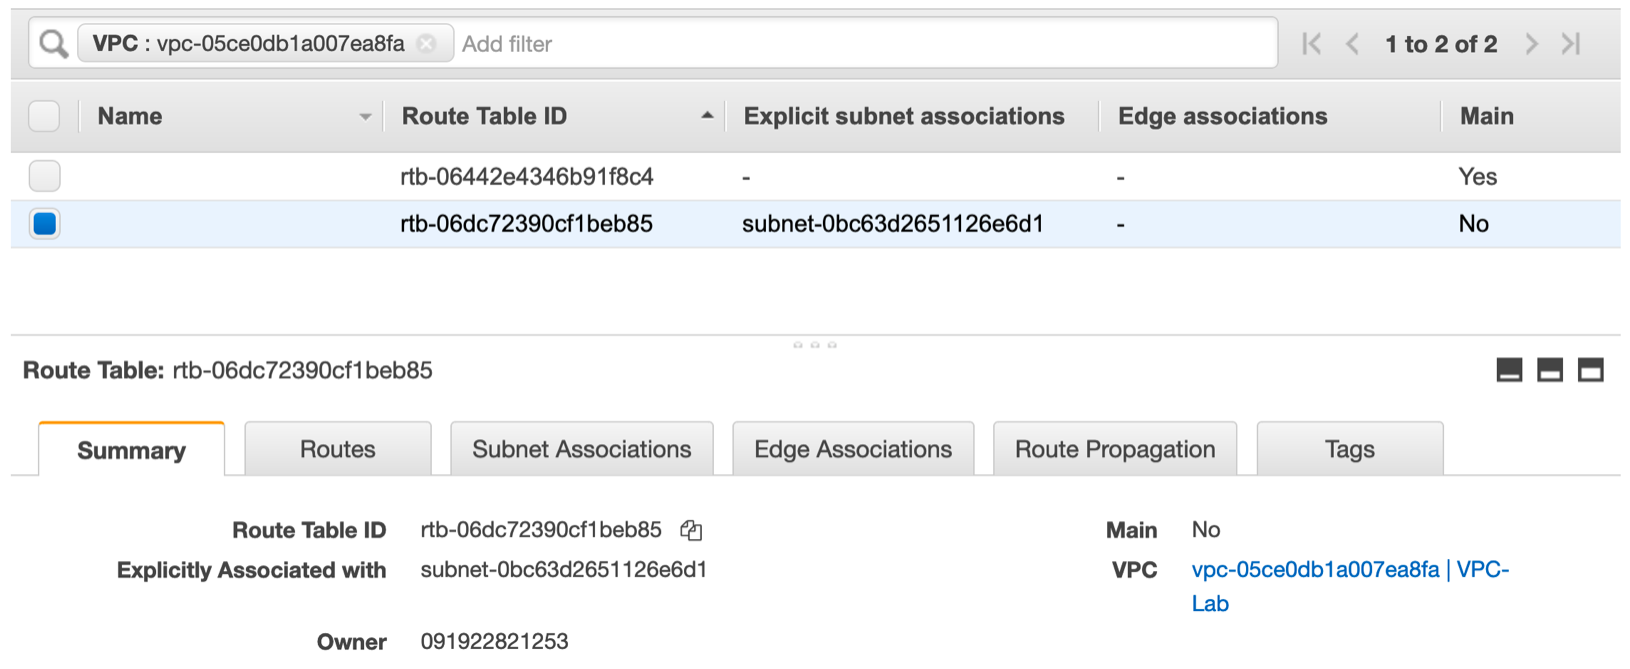 VPC : vpc-05ce0db1a007ea8fa Add filter 1 to 2 of 2
Name Route Table ID Explicit subnet associations Edge associations Main
rtb-06442e4346b91f8c4 - - Yes
rtb-06dc72390cf1beb85 subnet-0bc63d2651126e6d1 - No
Route Table: rtb-06dc72390cf1beb85
Summary Routes Subnet Associations Edge Associations Route Propagation Tags
Route Table ID rtb-06dc72390cf1beb85 Main No
Explicitly Associated with subnet-0bc63d2651126e6d1 VPC vpc-05ce0db1a007ea8fa | VPC-
Lab
Owner 091922821253